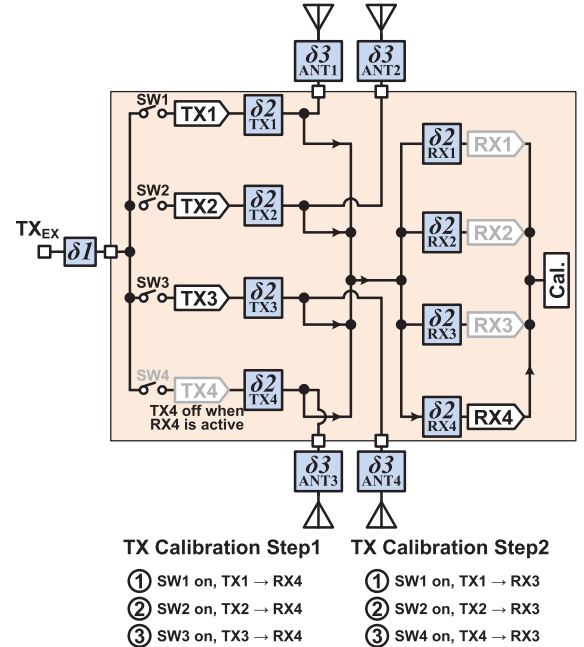 δ3 ANT1
δ3 ANT2
SW1
TX1
δ2 TX1
δ2 RX1
RX1
SW2
TX2
δ2 TX2
δ2 RX2
RX2
TXEX
δ1
Cal.
SW3
TX3
δ2 TX3
δ2 RX3
RX3
SW4
TX4
δ2 TX4
TX4 off when
RX4 is active
δ2 RX4
RX4
δ3 ANT3
δ3 ANT4
TX Calibration Step1
① SW1 on, TX1 → RX4
② SW2 on, TX2 → RX4
③ SW3 on, TX3 → RX4
TX Calibration Step2
① SW1 on, TX1 → RX3
② SW2 on, TX2 → RX3
③ SW4 on, TX4 → RX3